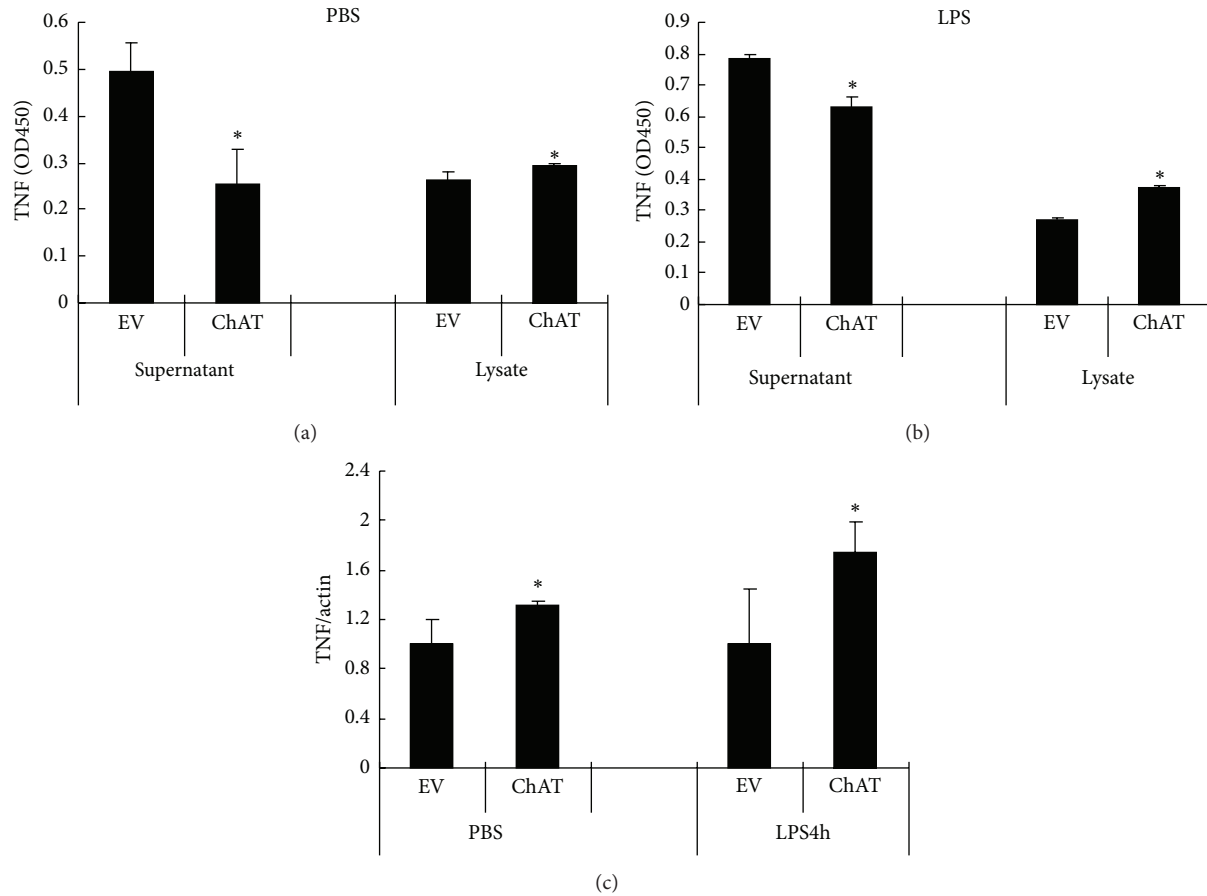 PBS
0.6
0.5
0.4
0.3
0.2
0.1
0
TNF (OD450)
*
*
EV
ChAT
EV
ChAT
Supernatant
Lysate
(a)
LPS
0.9
0.8
0.7
0.6
0.5
0.4
0.3
0.2
0.1
0
TNF (OD450)
*
*
EV
ChAT
EV
ChAT
Supernatant
Lysate
(b)
2.4
2
1.6
1.2
0.8
0.4
0
TNF/actin
*
*
EV
ChAT
EV
ChAT
PBS
LPS4h
(c)